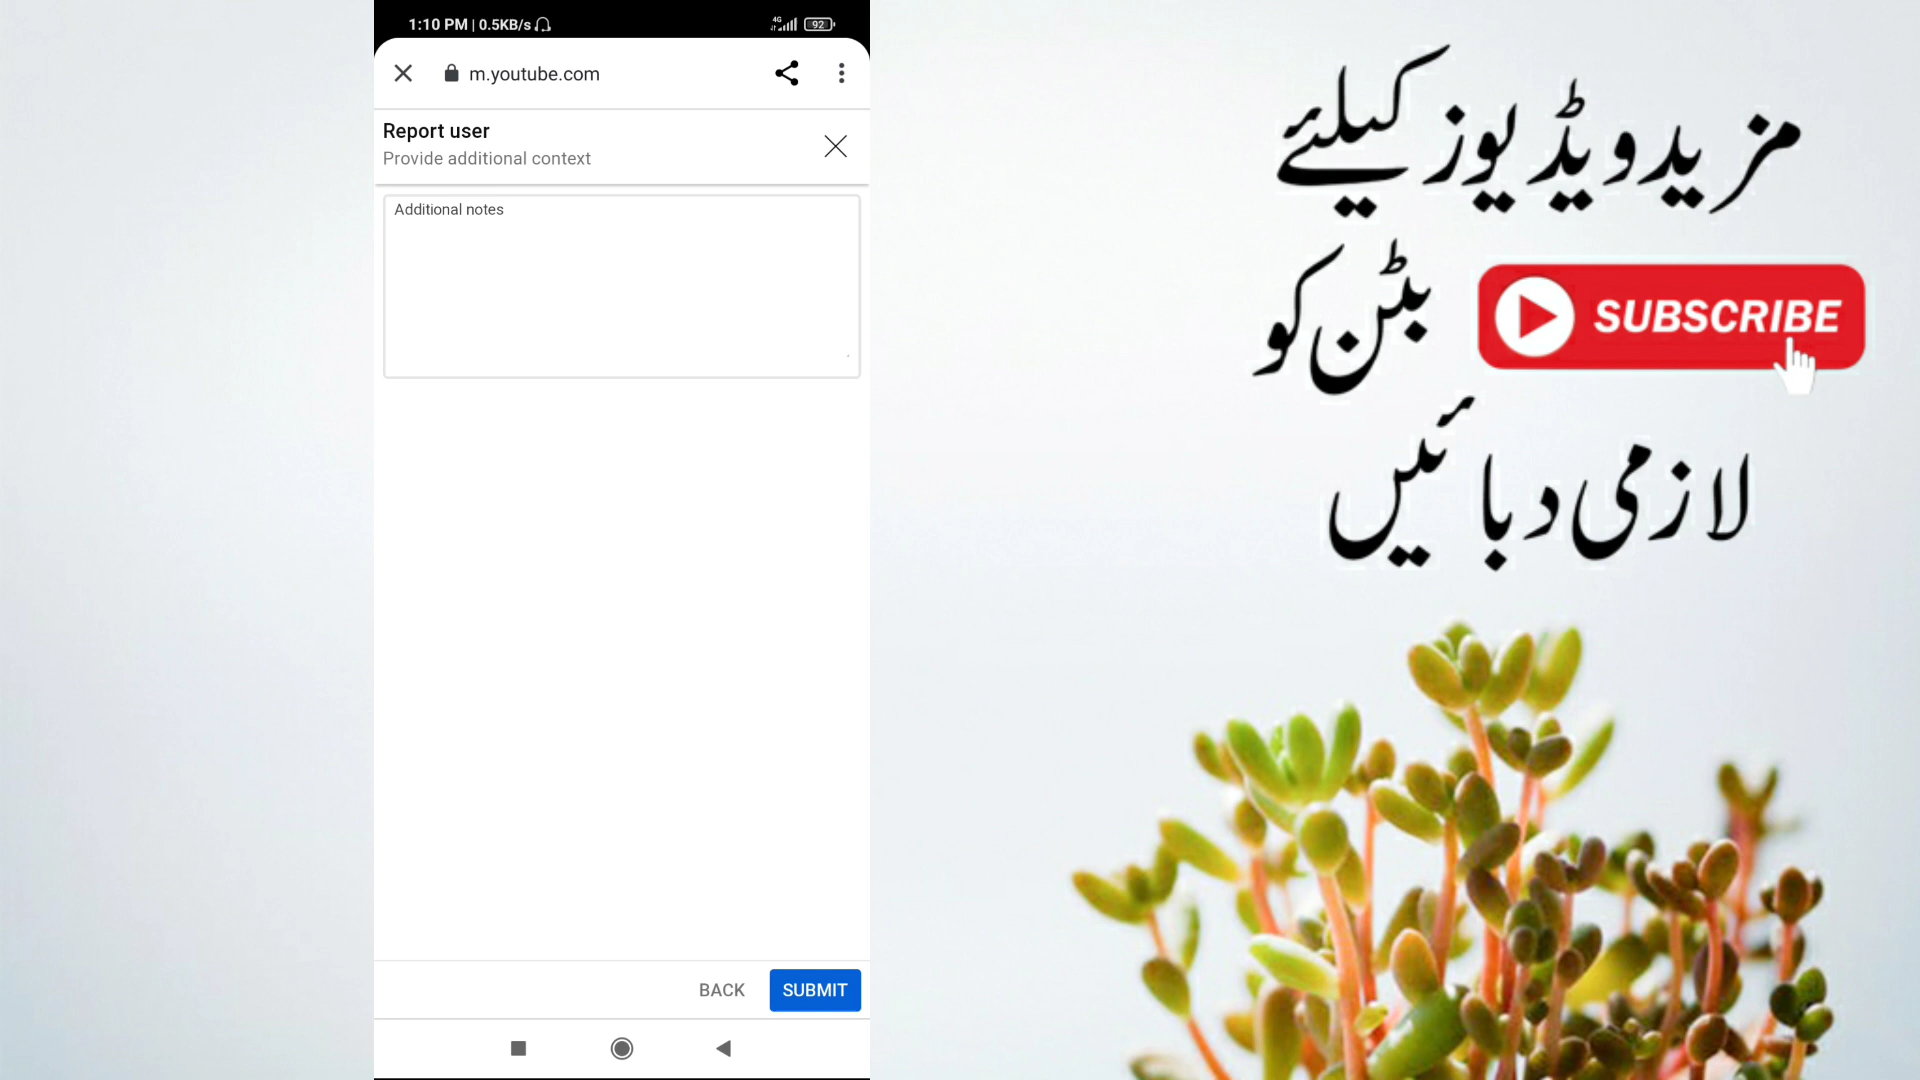 1:10 PM | 0.5KB/s 4G 92
m.youtube.com
Report user
Provide additional context
Additional notes
BACK SUBMIT
مزید ویڈیوز کیلئے
SUBSCRIBE بٹن کو
لازمی دبائیں